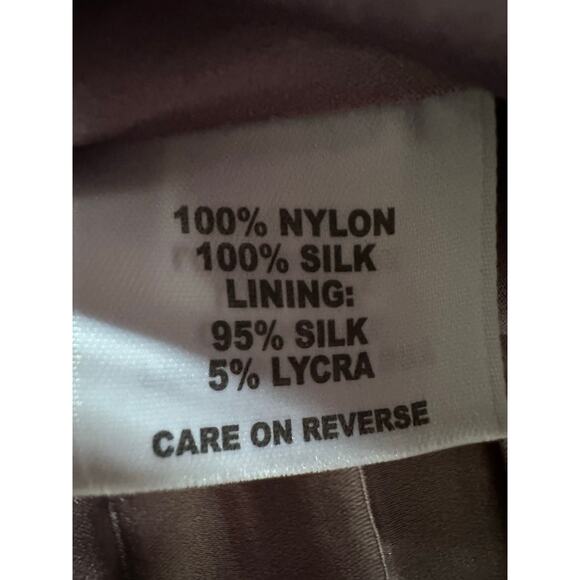 100% NYLON
100% SILK
LINING:
95% SILK
5% LYCRA
CARE ON REVERSE